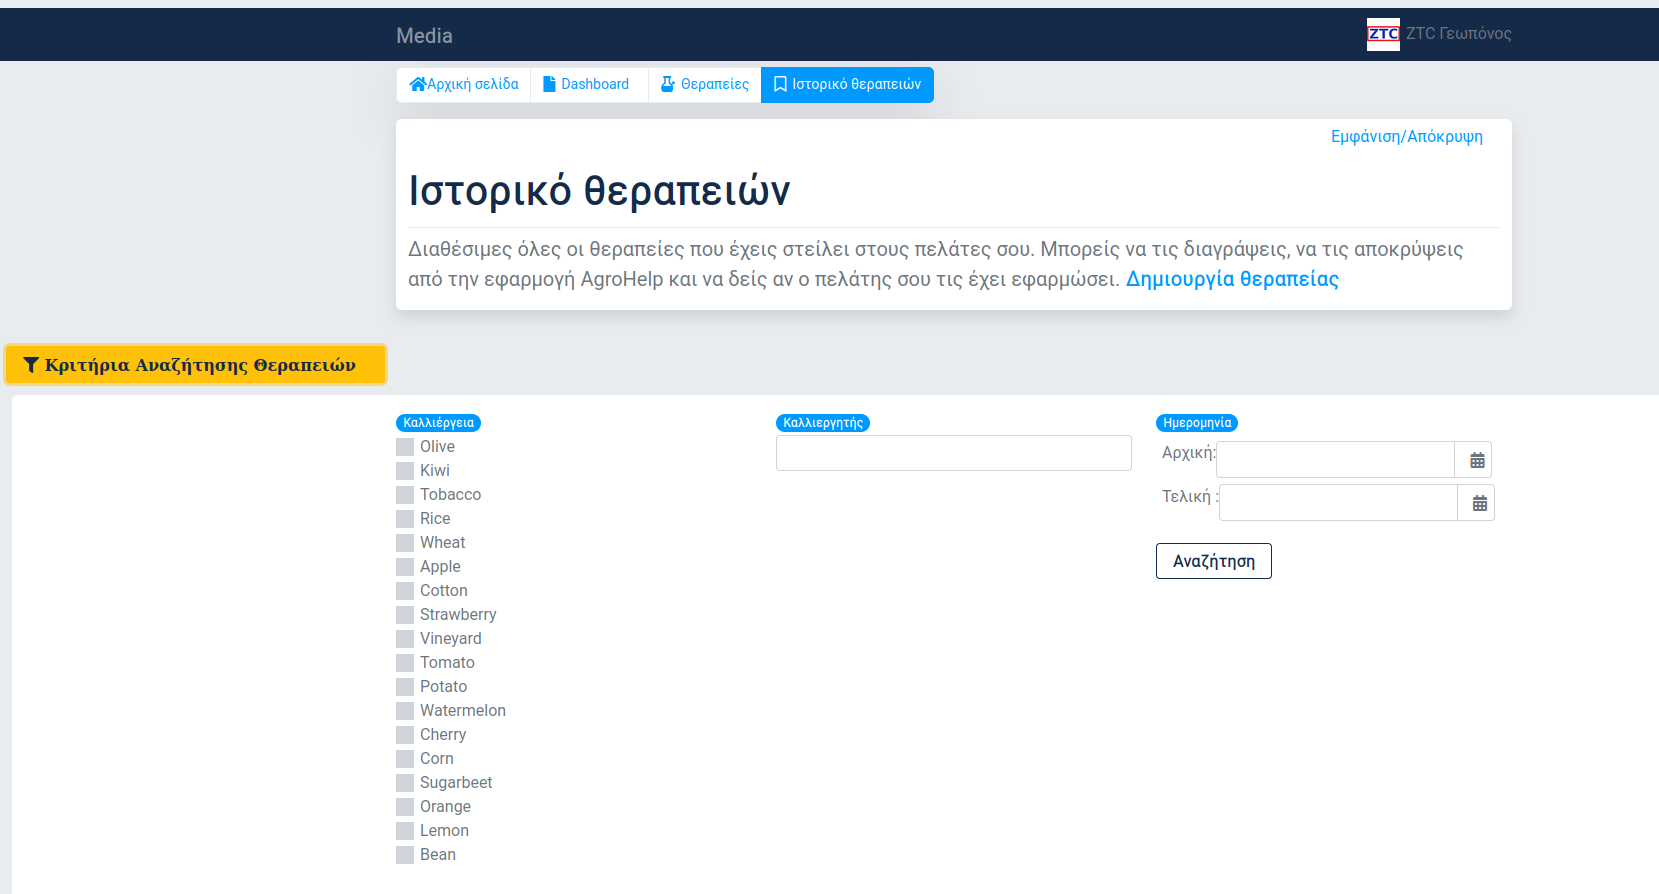 Media
ZTC ZTC Γεωπόνος
Αρχική σελίδα Dashboard Θεραπείες Ιστορικό θεραπειών
Εμφάνιση/Απόκρυψη
Ιστορικό θεραπειών
Διαθέσιμες όλες οι θεραπείες που έχεις στείλει στους πελάτες σου. Μπορείς να τις διαγράψεις, να τις αποκρύψεις
από την εφαρμογή AgroHelp και να δείς αν ο πελάτης σου τις έχει εφαρμώσει. Δημιουργία θεραπείας
Κριτήρια Αναζήτησης Θεραπειών
Καλλιέργεια
Olive
Kiwi
Tobacco
Rice
Wheat
Apple
Cotton
Strawberry
Vineyard
Tomato
Potato
Watermelon
Cherry
Corn
Sugarbeet
Orange
Lemon
Bean
Καλλιεργητής
Ημερομηνία
Αρχική:
Τελική :
Αναζήτηση